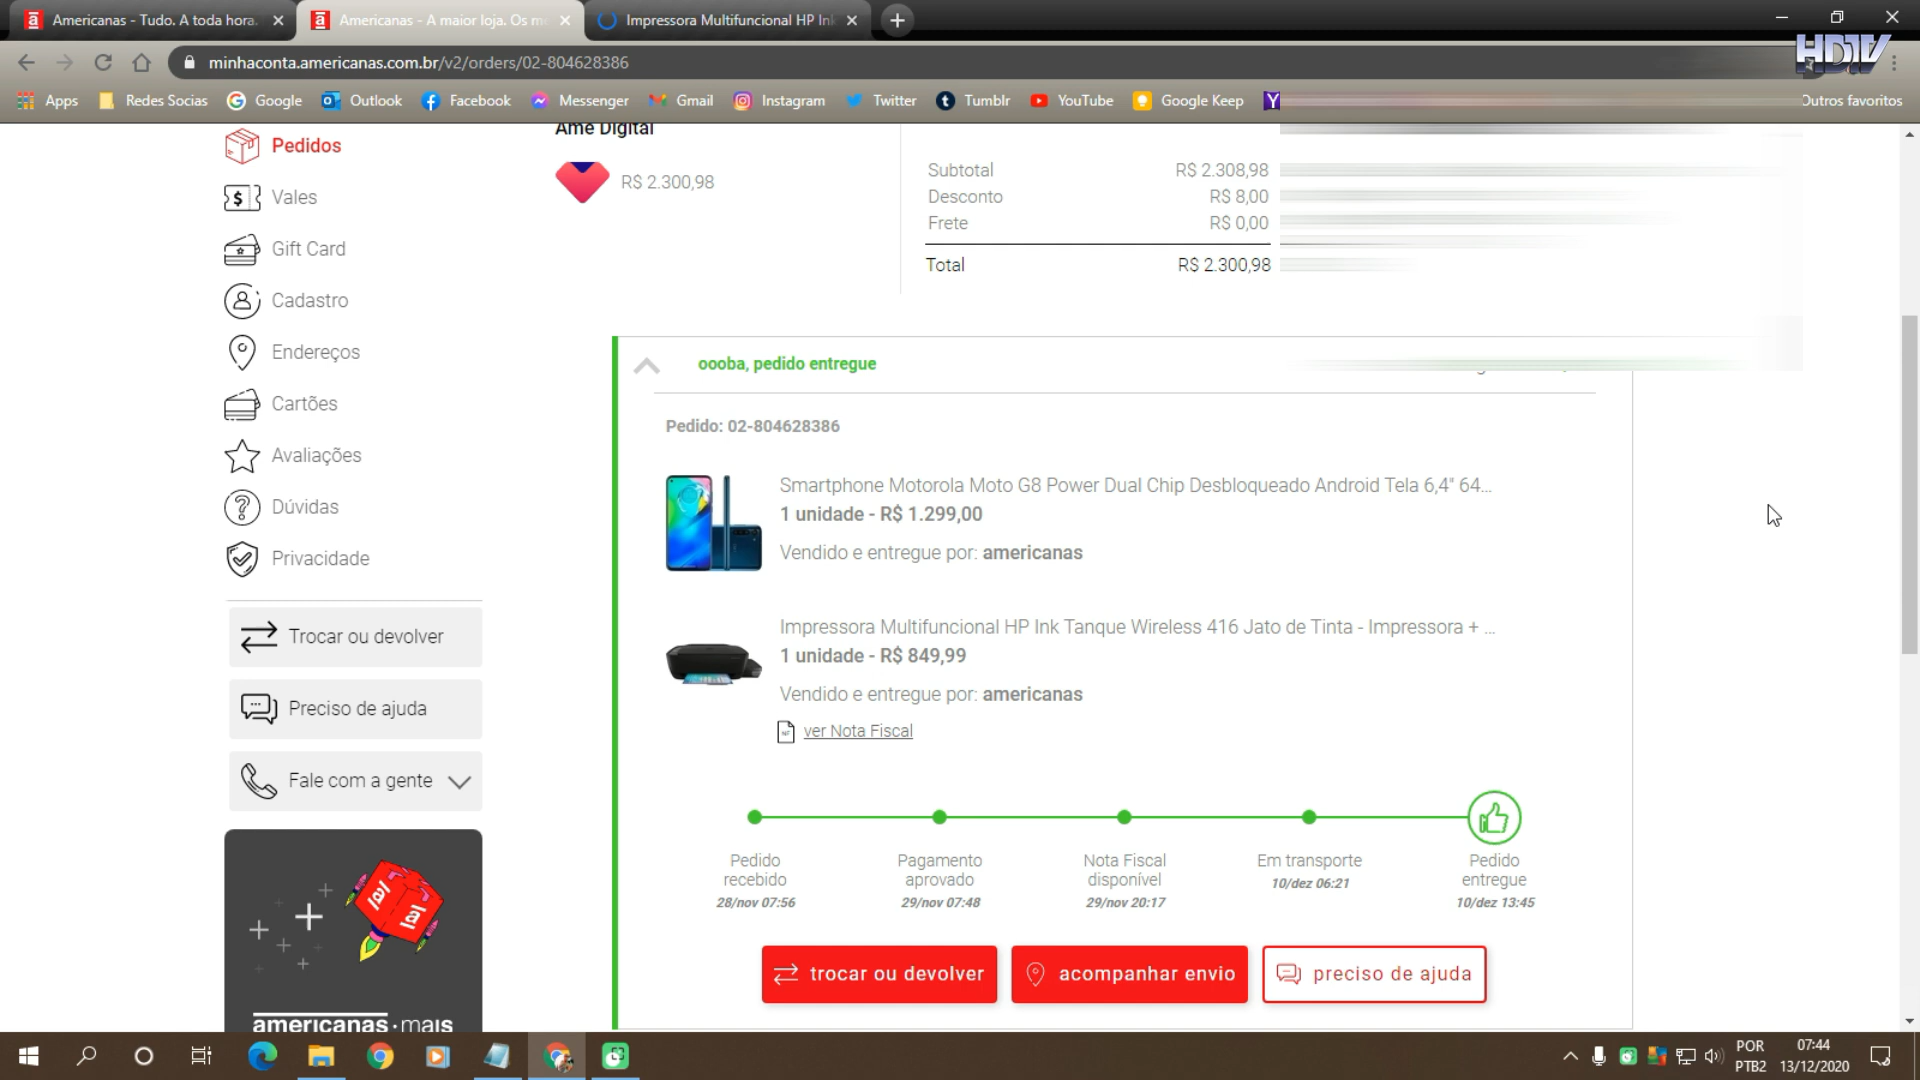 Americanas - Tudo. A toda hora.
Americanas - A maior loja. Os me
Impressora Multifuncional HP Ink
HDTV
minhaconta.americanas.com.br/v2/orders/02-804628386
Apps
Redes Socias
Google
Outlook
Facebook
Messenger
Gmail
Instagram
Twitter
Tumblr
YouTube
Google Keep
Outros favoritos
Pedidos
Vales
Gift Card
Cadastro
Endereços
Cartões
Avaliações
Dúvidas
Privacidade
Trocar ou devolver
Preciso de ajuda
Fale com a gente
americanas·mais
Ame Digital
R$ 2.300,98
Subtotal R$ 2.308,98
Desconto R$ 8,00
Frete R$ 0,00
Total R$ 2.300,98
oooba, pedido entregue
Pedido: 02-804628386
Smartphone Motorola Moto G8 Power Dual Chip Desbloqueado Android Tela 6,4" 64...
1 unidade - R$ 1.299,00
Vendido e entregue por: americanas
Impressora Multifuncional HP Ink Tanque Wireless 416 Jato de Tinta - Impressora + ...
1 unidade - R$ 849,99
Vendido e entregue por: americanas
ver Nota Fiscal
Pedido
recebido
28/nov 07:56
Pagamento
aprovado
29/nov 07:48
Nota Fiscal
disponível
29/nov 20:17
Em transporte
10/dez 06:21
Pedido
entregue
10/dez 13:45
trocar ou devolver
acompanhar envio
preciso de ajuda
POR
PTB2
07:44
13/12/2020